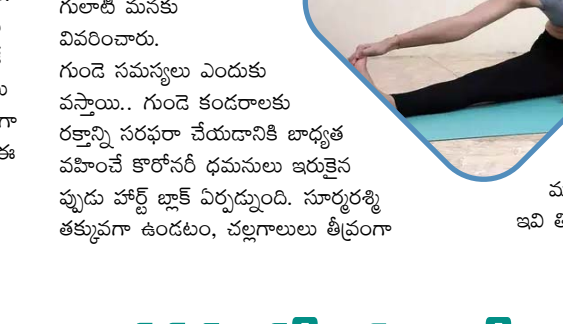 గులాటి మనకు
వివరించారు.
గుండె సమస్యలు ఎందుకు
వస్తాయి.. గుండె కండరాలకు
రక్తాన్ని సరఫరా చేయడానికి బాధ్యత
వహించే కొరోనరీ ధమనులు ఇరుకైన
ప్పుడు హార్ట్ బ్లాక్ ఏర్పడ్తుంది. సూర్యరశ్మి
తక్కువగా ఉండటం, చల్లగాలులు తీవ్రంగా
గా
ఈ
ఇవి